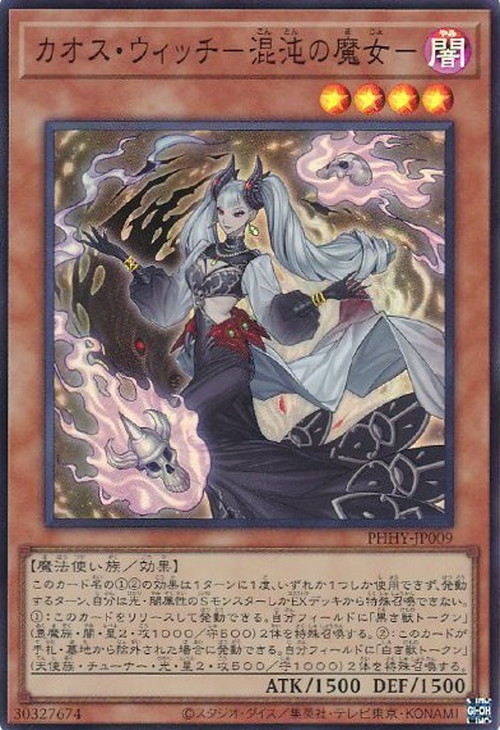 カオス・ウィッチー混沌の魔女ー
闇
PHHY-JP009
【魔法使い族／効果】
このカード名の①②の効果は1ターンに1度、いずれか1つしか使用できず、発動
するターン、自分は光・闇属性のSモンスターしかEXデッキから特殊召喚できない。
①：このカードをリリースして発動できる。自分フィールドに「黒き獣トークン」
(悪魔族・闇・星2・攻1000/守500)2体を特殊召喚する。②：このカードが
手札・墓地から除外された場合に発動できる。自分フィールドに「白き獣トークン」
(天使族・チューナー・光・星2・攻500/守1000)2体を特殊召喚する。
ATK/1500 DEF/1500
30327674 ©スタジオ・ダイス/集英社・テレビ東京・KONAMI